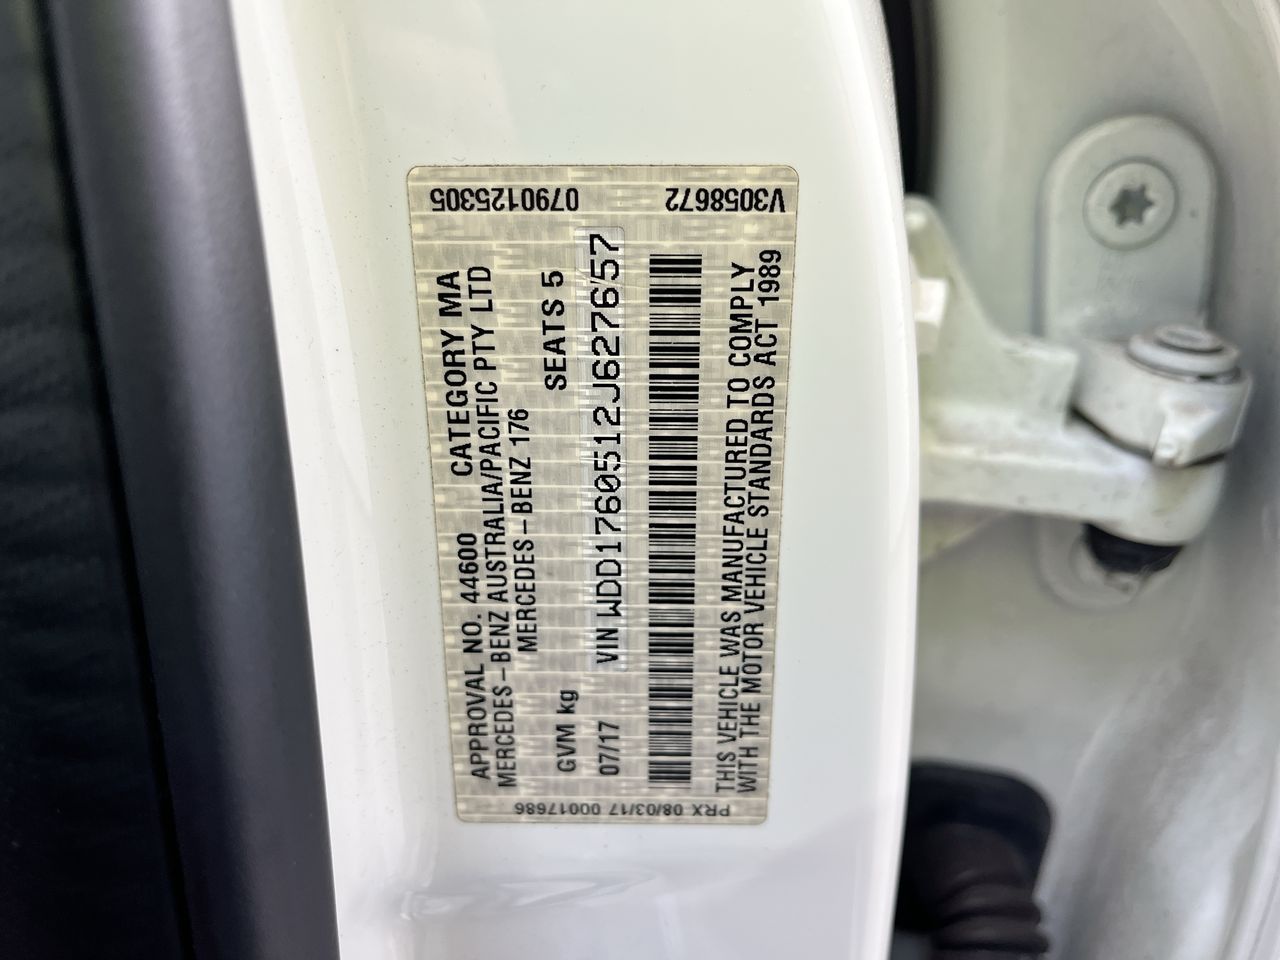 APPROVAL NO. 44600 CATEGORY MA
MERCEDES-BENZ AUSTRALIA/PACIFIC PTY LTD
MERCEDES-BENZ 176
GVM kg SEATS 5
07/17 VIN WDD1760512J627657
THIS VEHICLE WAS MANUFACTURED TO COMPLY
WITH THE MOTOR VEHICLE STANDARDS ACT 1989
V3058672 0790125305
PRX 08/03/17 00017686